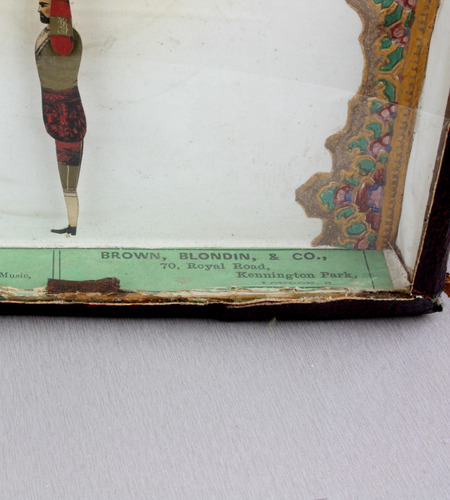 BROWN, BLONDIN, & CO.,
70, Royal Road,
Music,
Kennington Park,